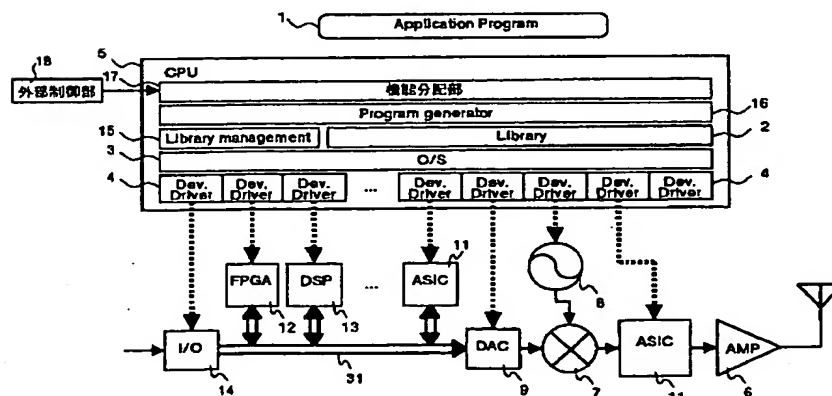 1
Application Program
5
CPU
18
17
外部制御部
機能分配部
Program generator
16
15
Library management
Library
2
3
O/S
4
Dev. Driver
Dev. Driver
Dev. Driver
...
Dev. Driver
Dev. Driver
Dev. Driver
Dev. Driver
Dev. Driver
4
11
FPGA
DSP
...
ASIC
8
12
13
I/O
DAC
ASIC
AMP
14
31
9
7
11
6